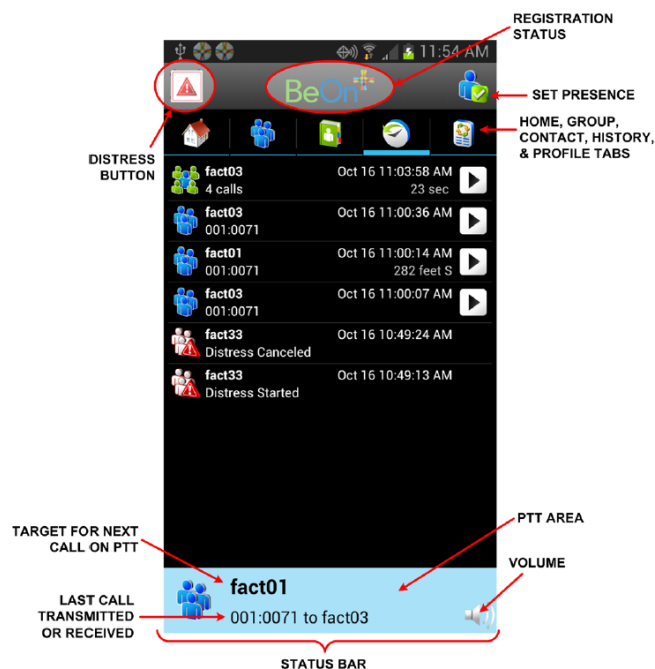 REGISTRATION
STATUS
11:54 AM
BeOn
SET PRESENCE
HOME, GROUP,
CONTACT, HISTORY,
& PROFILE TABS
DISTRESS
BUTTON
fact03 Oct 16 11:03:58 AM
4 calls 23 sec
fact03 Oct 16 11:00:36 AM
001:0071
fact01 Oct 16 11:00:14 AM
001:0071 282 feet S
fact03 Oct 16 11:00:07 AM
001:0071
fact33 Oct 16 10:49:24 AM
Distress Canceled
fact33 Oct 16 10:49:13 AM
Distress Started
PTT AREA
TARGET FOR NEXT
CALL ON PTT
VOLUME
fact01
LAST CALL
TRANSMITTED
OR RECEIVED
001:0071 to fact03
STATUS BAR